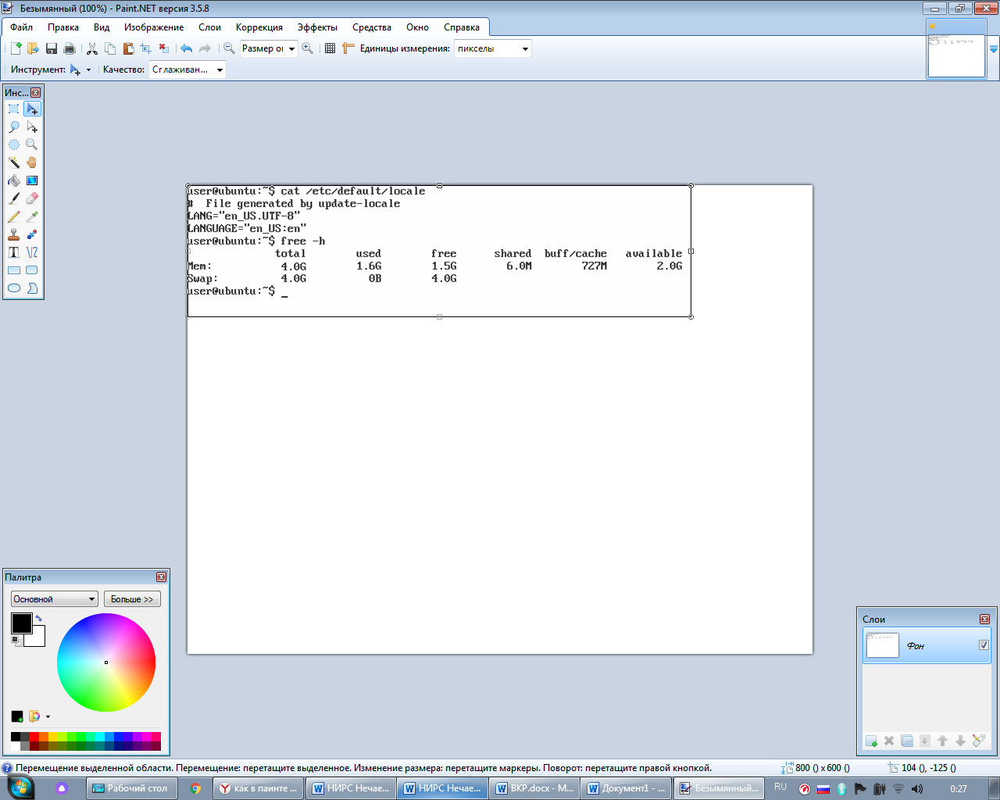 Безымянный (100%) - Paint.NET версия 3.5.8
Файл Правка Вид Изображение Слои Коррекция Эффекты Средства Окно Справка
Размер Единицы измерения: пикселы
Инструмент: Качество: Сглаживан...
Инс...
user@ubuntu:~$ cat /etc/default/locale
#  File generated by update-locale
LANG="en_US.UTF-8"
LANGUAGE="en_US:en"
user@ubuntu:~$ free -h
total used free shared buff/cache available
Mem: 4.0G 1.6G 1.5G 6.0M 727M 2.0G
Swap: 4.0G 0B 4.0G
user@ubuntu:~$ _
Палитра
Основной Больше >>
Слои
Фон
Перемещение выделенной области. Перемещение: перетащите выделенное. Изменение размера: перетащите маркеры. Поворот: перетащите правой кнопкой. 800 () x 600 () 104 (), -125 ()
Рабочий стол как в паинте ... НИРС Нечае... НИРС Нечае... ВКР.docx - M... Документ1 - ... Безымянный... RU 0:27